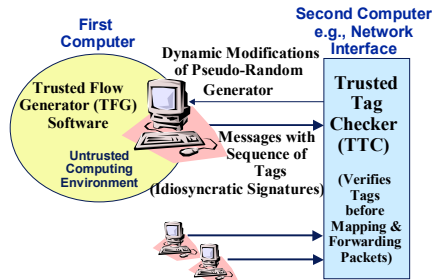 First
Computer
Second Computer
e.g., Network
Interface
Dynamic Modifications
of Pseudo-Random
Generator
Trusted Flow
Generator (TFG)
Software
Untrusted
Computing
Environment
Messages with
Sequence of
Tags
(Idiosyncratic Signatures)
Trusted
Tag
Checker
(TTC)
(Verifies
Tags
before
Mapping &
Forwarding
Packets)